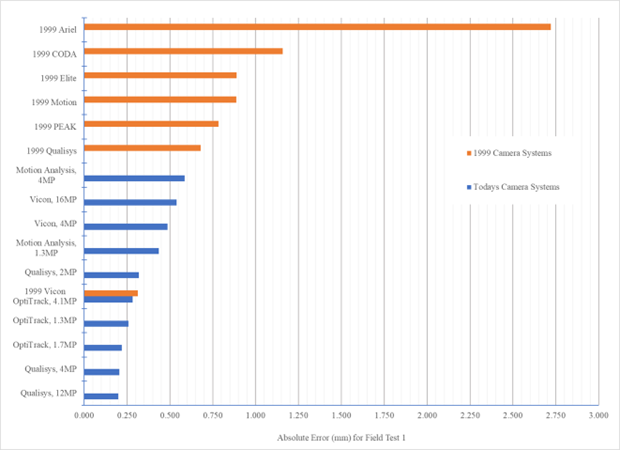 1999 Ariel
1999 CODA
1999 Elite
1999 Motion
1999 PEAK
1999 Qualisys
Motion Analysis,
4MP
Vicon, 16MP
Vicon, 4MP
Motion Analysis,
1.3MP
Qualisys, 2MP
1999 Vicon
OptiTrack, 4.1MP
OptiTrack, 1.3MP
OptiTrack, 1.7MP
Qualisys, 4MP
Qualisys, 12MP
1999 Camera Systems
Todays Camera Systems
0.000 0.250 0.500 0.750 1.000 1.250 1.500 1.750 2.000 2.250 2.500 2.750 3.000
Absolute Error (mm) for Field Test 1